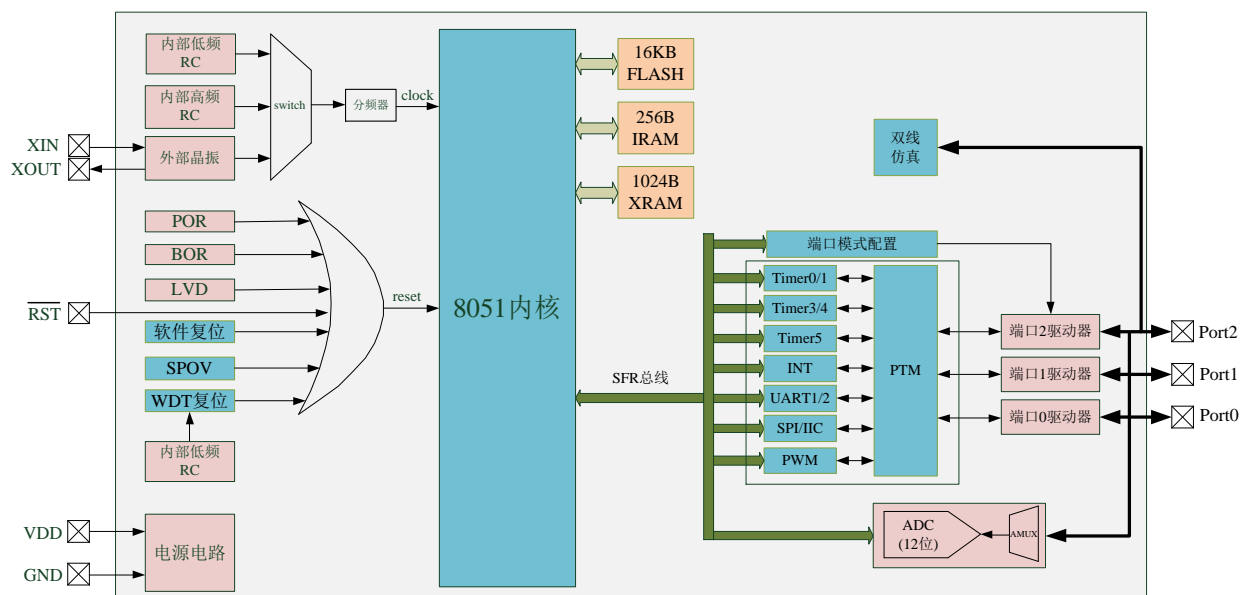 内部低频
RC
内部高频
RC
外部晶振
XIN
XOUT
switch
分频器
clock
POR
BOR
LVD
RST
软件复位
SPOV
WDT复位
内部低频
RC
reset
VDD
GND
电源电路
8051内核
16KB
FLASH
256B
IRAM
1024B
XRAM
双线
仿真
SFR总线
端口模式配置
Timer0/1
Timer3/4
Timer5
INT
UART1/2
SPI/IIC
PWM
PTM
端口2驱动器
端口1驱动器
端口0驱动器
Port2
Port1
Port0
ADC
(12位)
AMUX